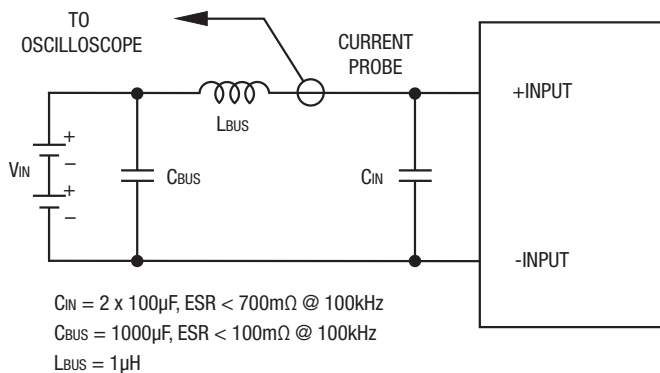 TO
OSCILLOSCOPE
CURRENT
PROBE
+INPUT
LBUS
+
VIN
−
+
−
CBUS
CIN
-INPUT
CIN = 2 x 100µF, ESR < 700mΩ @ 100kHz
CBUS = 1000µF, ESR < 100mΩ @ 100kHz
LBUS = 1µH